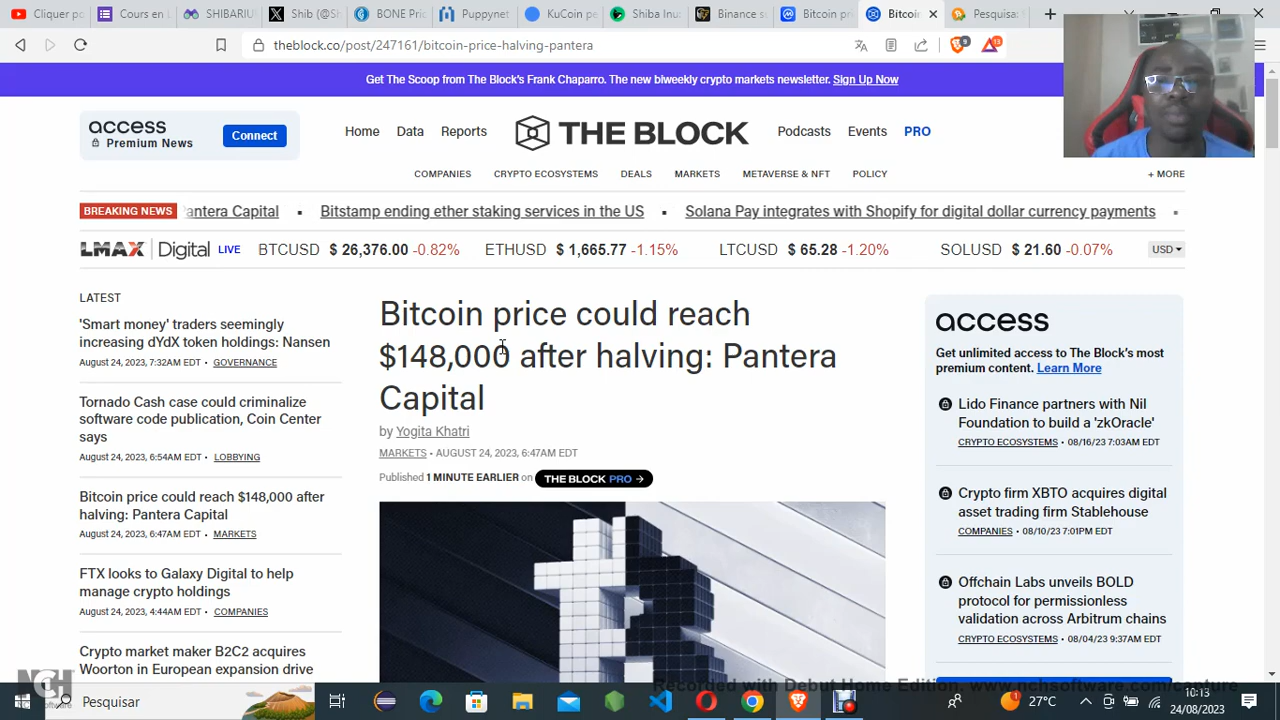 Cliquer po
Cours en
SHIBARIU
Shib (@Sh
BONE Pric
Puppynet
KuCoin pe
Shiba Inu
Binance s
Bitcoin pri
Bitcoi
Pesquisa
theblock.co/post/247161/bitcoin-price-halving-pantera
9
13
Get The Scoop from The Block's Frank Chaparro. The new biweekly crypto markets newsletter. Sign Up Now
access
Premium News
Connect
Home Data Reports
THE BLOCK
Podcasts Events PRO
COMPANIES CRYPTO ECOSYSTEMS DEALS MARKETS METAVERSE & NFT POLICY + MORE
BREAKING NEWS antera Capital ▪ Bitstamp ending ether staking services in the US ▪ Solana Pay integrates with Shopify for digital dollar currency payments ▪
LMAX Digital LIVE BTCUSD $ 26,376.00 -0.82% ETHUSD $ 1,665.77 -1.15% LTCUSD $ 65.28 -1.20% SOLUSD $ 21.60 -0.07% USD
LATEST
'Smart money' traders seemingly
increasing dYdX token holdings: Nansen
August 24, 2023, 7:32AM EDT • GOVERNANCE
Tornado Cash case could criminalize
software code publication, Coin Center
says
August 24, 2023, 6:54AM EDT • LOBBYING
Bitcoin price could reach $148,000 after
halving: Pantera Capital
August 24, 2023, 6:47AM EDT • MARKETS
FTX looks to Galaxy Digital to help
manage crypto holdings
August 24, 2023, 4:44AM EDT • COMPANIES
Crypto market maker B2C2 acquires
Woorton in European expansion drive
Bitcoin price could reach
$148,000 after halving: Pantera
Capital
by Yogita Khatri
MARKETS • AUGUST 24, 2023, 6:47AM EDT
Published 1 MINUTE EARLIER on THE BLOCK PRO →
access
Get unlimited access to The Block's most
premium content. Learn More
Lido Finance partners with Nil
Foundation to build a 'zkOracle'
CRYPTO ECOSYSTEMS • 08/16/23 7:03AM EDT
Crypto firm XBTO acquires digital
asset trading firm Stablehouse
COMPANIES • 08/10/23 7:01PM EDT
Offchain Labs unveils BOLD
protocol for permissionless
validation across Arbitrum chains
CRYPTO ECOSYSTEMS • 08/04/23 9:37AM EDT
NCH
Recorded with Debut Home Edition. www.nchsoftware.com/capture
Pesquisar
27°C
10:13
24/08/2023